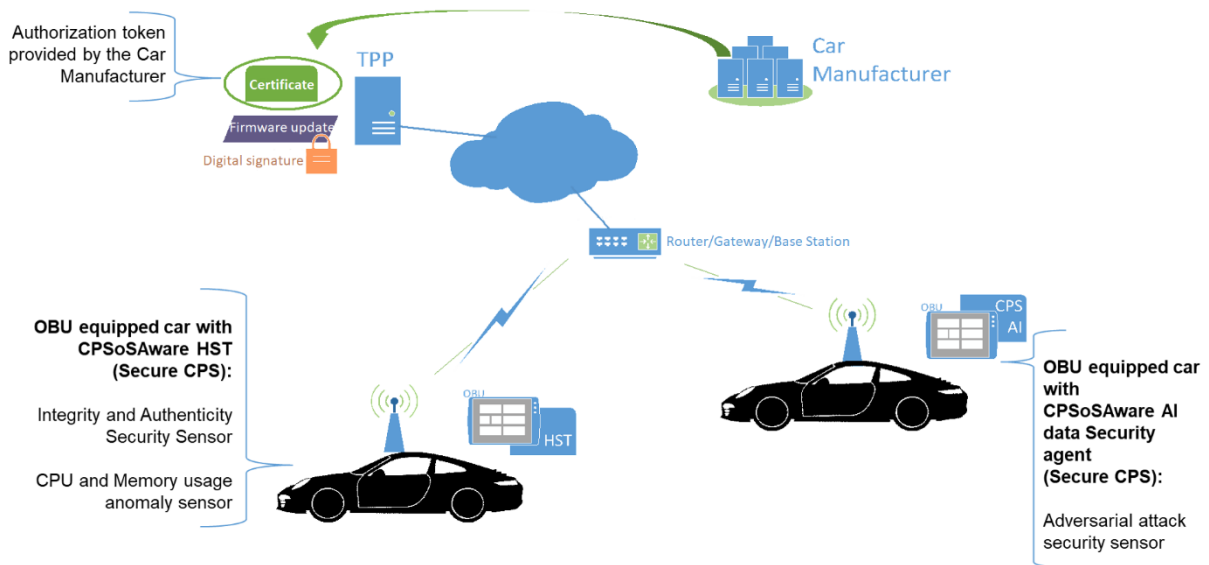 Authorization token
provided by the Car
Manufacturer
Certificate
TPP
Firmware update
Digital signature
Car
Manufacturer
Router/Gateway/Base Station
OBU equipped car with
CPSoSAware HST
(Secure CPS):
Integrity and Authenticity
Security Sensor
CPU and Memory usage
anomaly sensor
OBU
HST
OBU
CPS
AI
OBU equipped car
with
CPSoSAware AI
data Security
agent
(Secure CPS):
Adversarial attack
security sensor